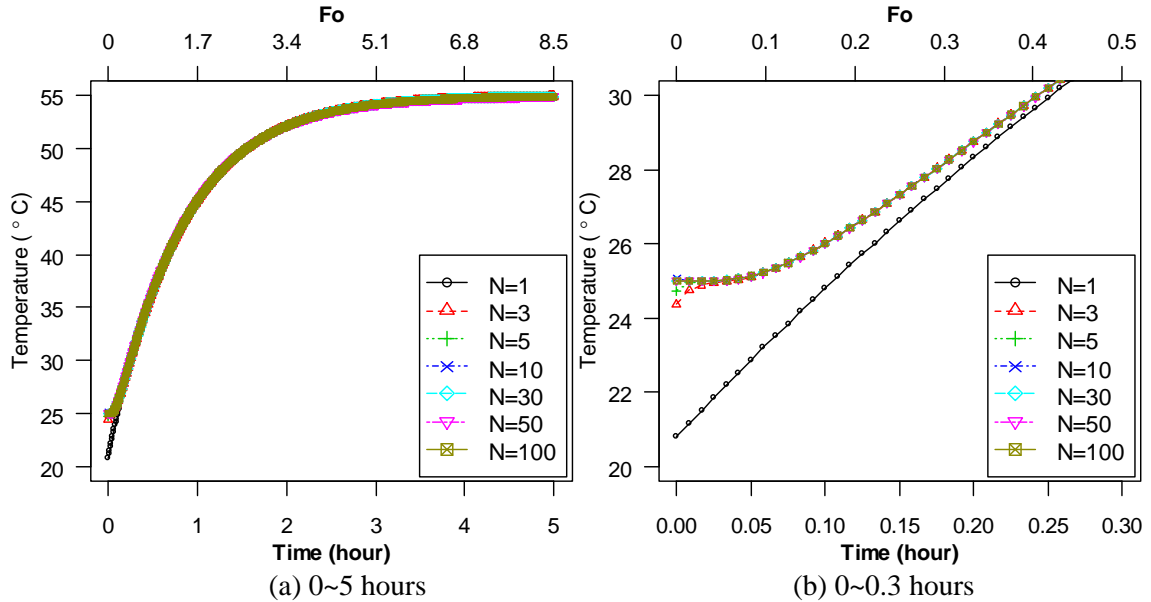 Fo
0 1.7 3.4 5.1 6.8 8.5
Temperature ( ° C)
55
50
45
40
35
30
25
20
N=1
N=3
N=5
N=10
N=30
N=50
N=100
0 1 2 3 4 5
Time (hour)
(a) 0~5 hours
Fo
0 0.1 0.2 0.3 0.4 0.5
Temperature ( ° C)
30
28
26
24
22
20
N=1
N=3
N=5
N=10
N=30
N=50
N=100
0.00 0.05 0.10 0.15 0.20 0.25 0.30
Time (hour)
(b) 0~0.3 hours